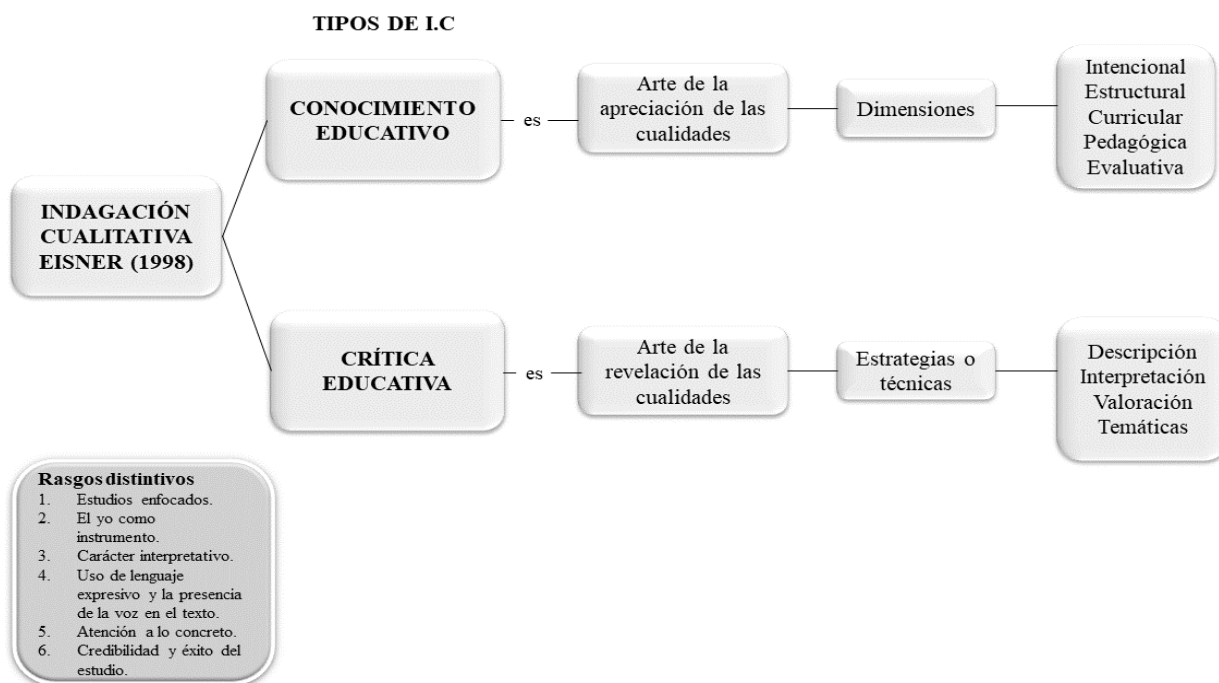 TIPOS DE I.C
INDAGACIÓN
CUALITATIVA
EISNER (1998)
CONOCIMIENTO
EDUCATIVO
es
Arte de la
apreciación de las
cualidades
Dimensiones
Intencional
Estructural
Curricular
Pedagógica
Evaluativa
CRÍTICA
EDUCATIVA
es
Arte de la
revelación de las
cualidades
Estrategias o
técnicas
Descripción
Interpretación
Valoración
Temáticas
Rasgos distintivos
1. Estudios enfocados.
2. El yo como
instrumento.
3. Carácter interpretativo.
4. Uso de lenguaje
expresivo y la presencia
de la voz en el texto.
5. Atención a lo concreto.
6. Credibilidad y éxito del
estudio.